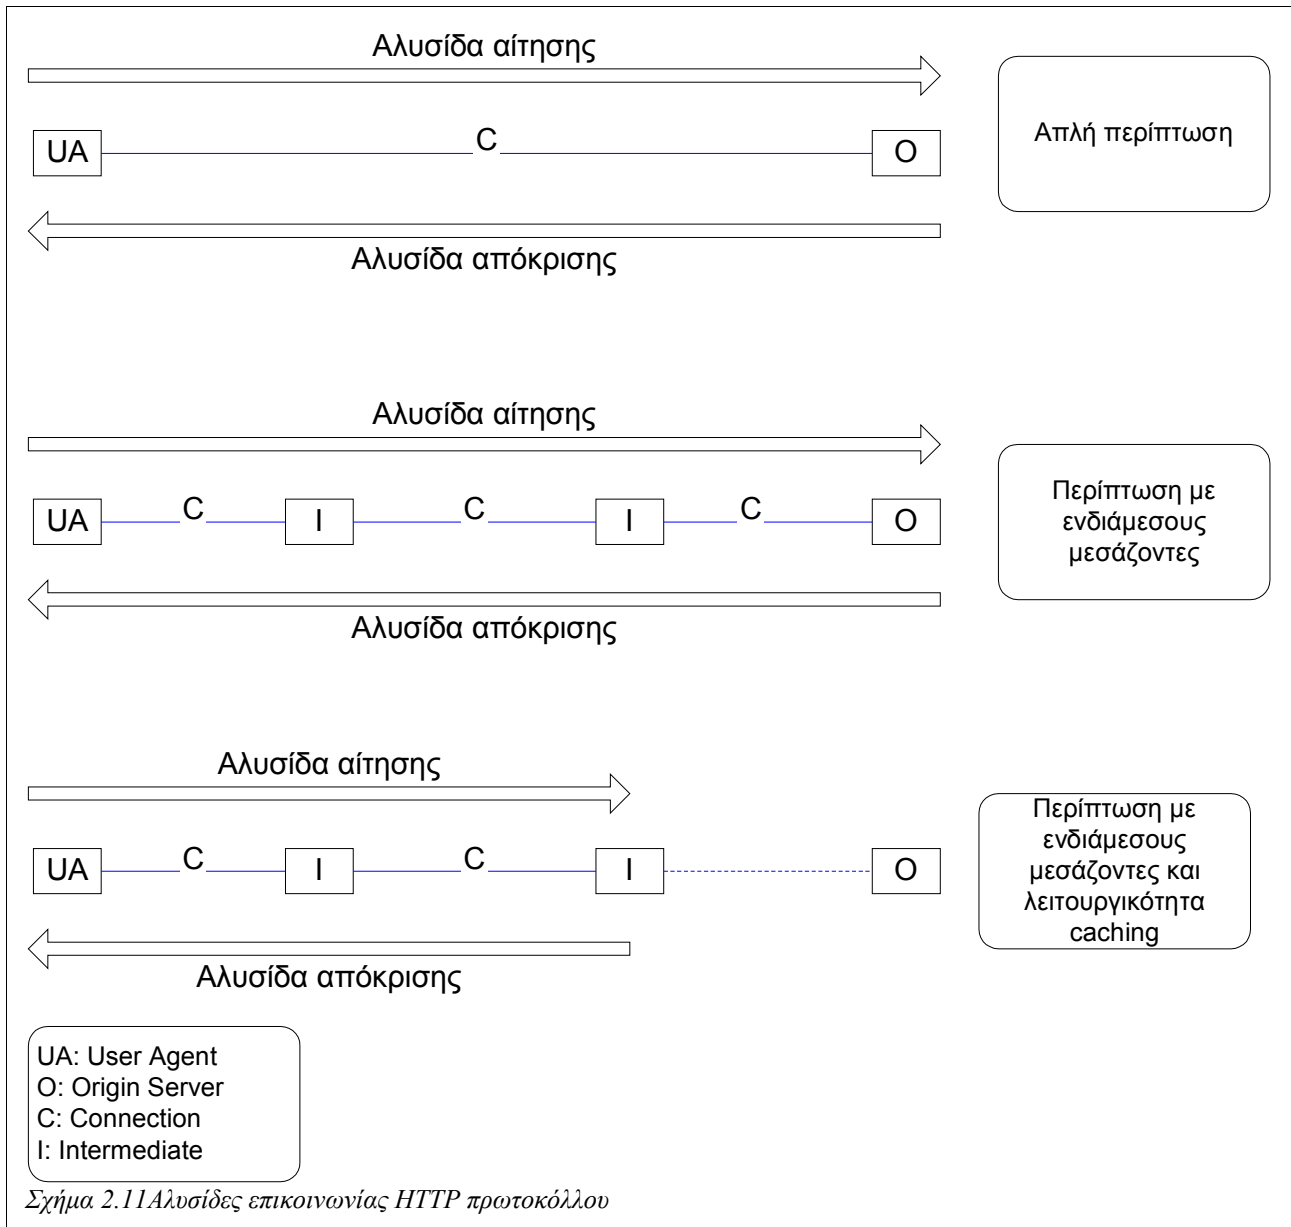 Αλυσίδα αίτησης
UA
C
O
Απλή περίπτωση
Αλυσίδα απόκρισης
Αλυσίδα αίτησης
UA
C
I
C
I
C
O
Περίπτωση με
ενδιάμεσους
μεσάζοντες
Αλυσίδα απόκρισης
Αλυσίδα αίτησης
UA
C
I
C
I
O
Περίπτωση με
ενδιάμεσους
μεσάζοντες και
λειτουργικότητα
caching
Αλυσίδα απόκρισης
UA: User Agent
O: Origin Server
C: Connection
I: Intermediate
Σχήμα 2.11Αλυσίδες επικοινωνίας HTTP πρωτοκόλλου